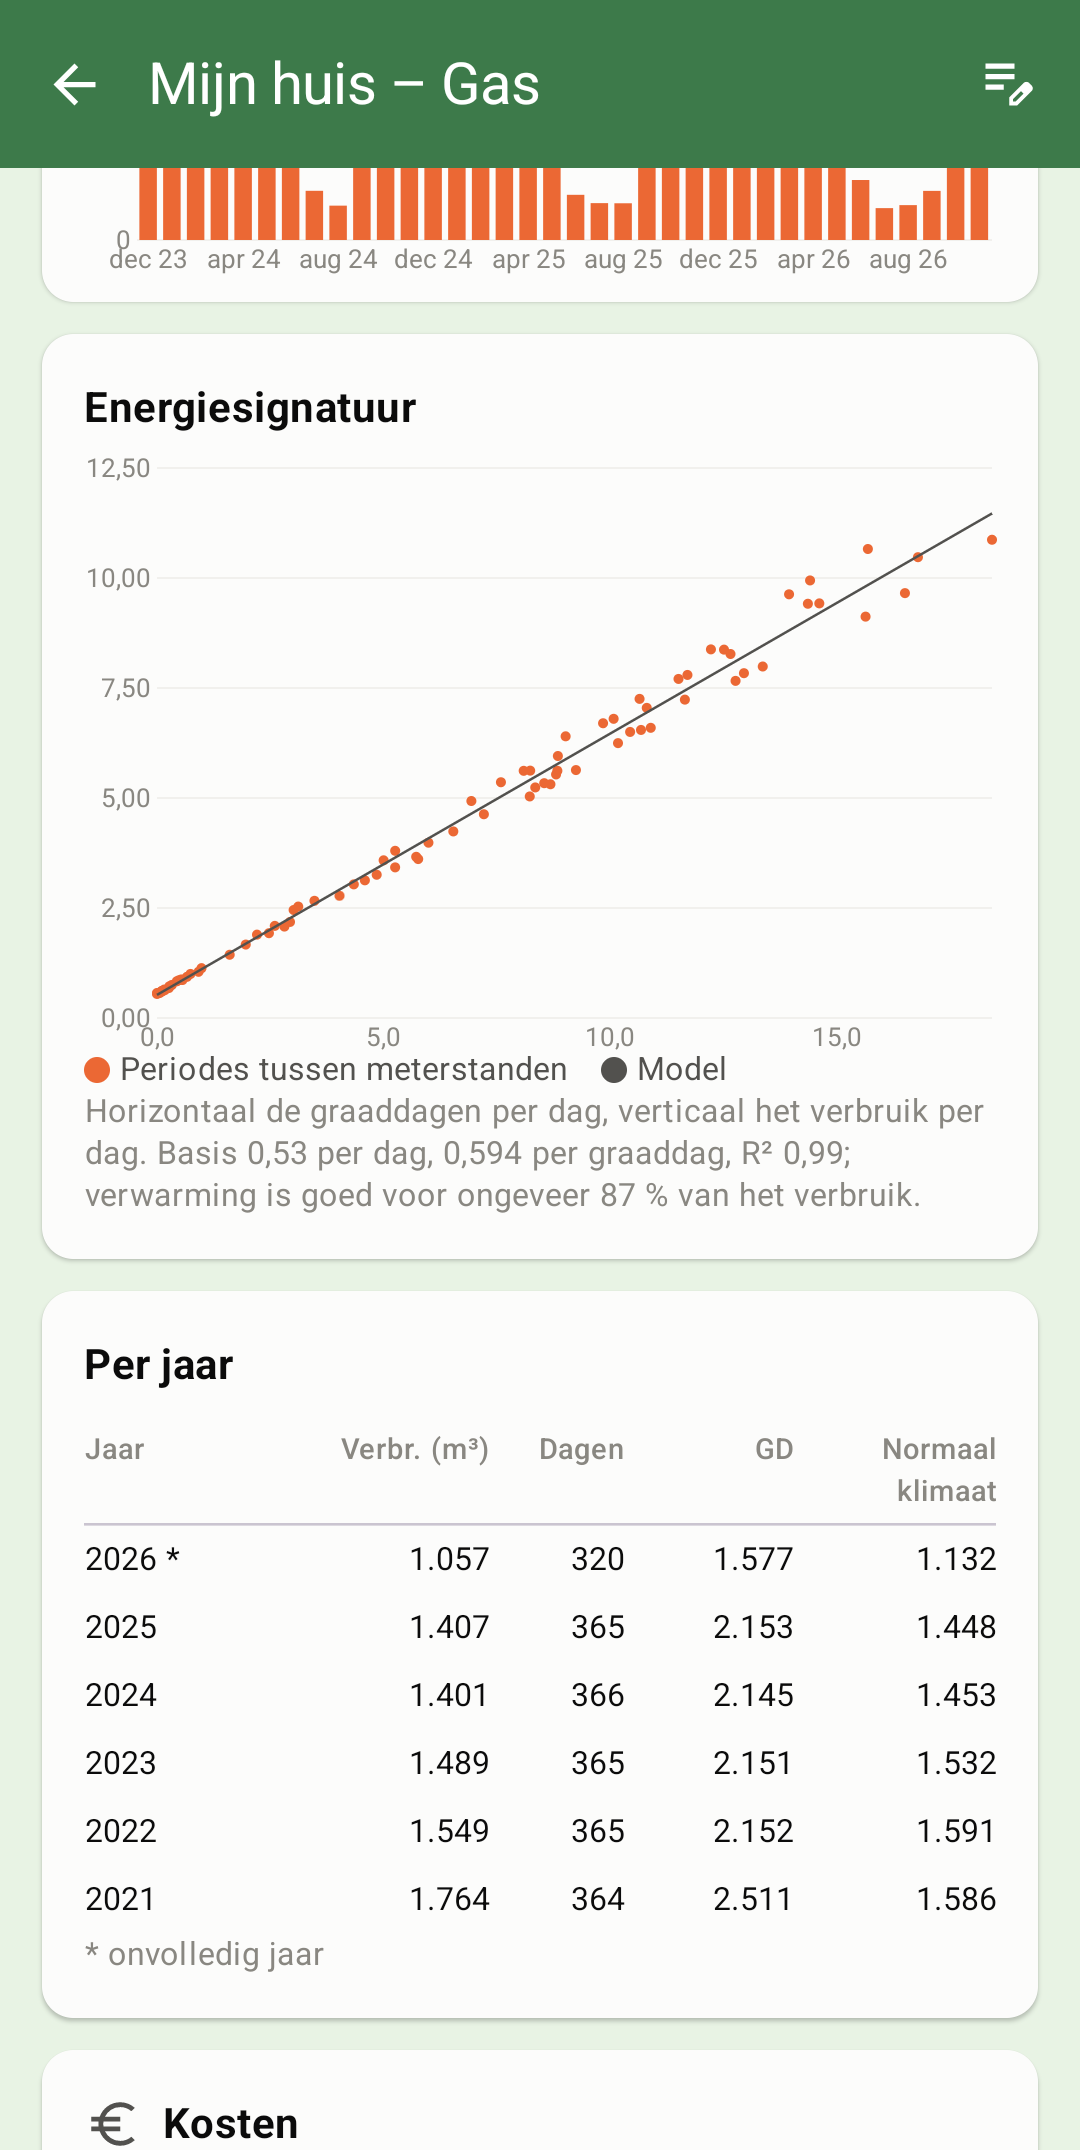 Mijn huis – Gas
0
dec 23 apr 24 aug 24 dec 24 apr 25 aug 25 dec 25 apr 26 aug 26
Energiesignatuur
12,50
10,00
7,50
5,00
2,50
0,00
0,0 5,0 10,0 15,0
Periodes tussen meterstanden Model
Horizontaal de graaddagen per dag, verticaal het verbruik per
dag. Basis 0,53 per dag, 0,594 per graaddag, R² 0,99;
verwarming is goed voor ongeveer 87 % van het verbruik.
Per jaar
Jaar Verbr. (m³) Dagen GD Normaal
klimaat
2026 * 1.057 320 1.577 1.132
2025 1.407 365 2.153 1.448
2024 1.401 366 2.145 1.453
2023 1.489 365 2.151 1.532
2022 1.549 365 2.152 1.591
2021 1.764 364 2.511 1.586
* onvolledig jaar
€ Kosten